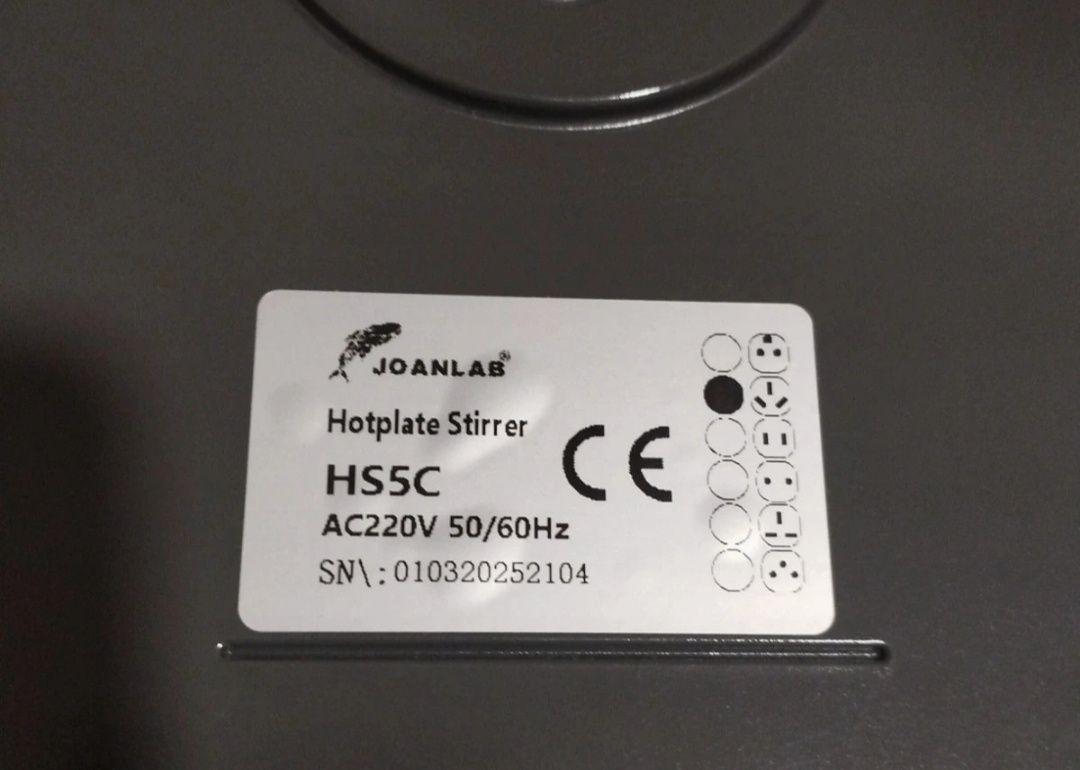 JOANLAB®
Hotplate Stirrer
HS5C
CE
AC220V 50/60Hz
SN\:010320252104